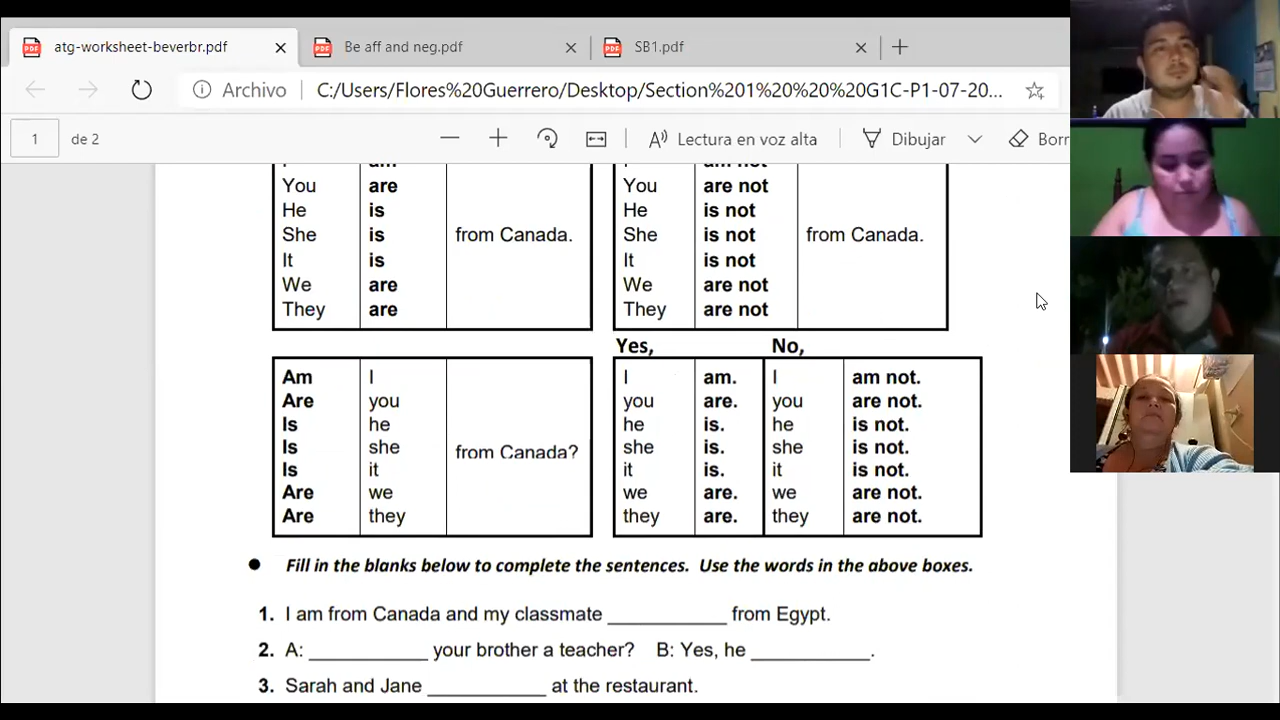 atg-worksheet-beverbr.pdf
Be aff and neg.pdf
SB1.pdf
Archivo C:/Users/Flores%20Guerrero/Desktop/Section%201%20%20%20G1C-P1-07-20...
1 de 2 Lectura en voz alta Dibujar Borr
I am I am not
You are You are not
He is He is not
She is from Canada. She is not from Canada.
It is It is not
We are We are not
They are They are not
Yes, No,
Am I I am. I am not.
Are you you are. you are not.
Is he he is. he is not.
Is she from Canada? she is. she is not.
Is it it is. it is not.
Are we we are. we are not.
Are they they are. they are not.
● Fill in the blanks below to complete the sentences. Use the words in the above boxes.
1. I am from Canada and my classmate ___________ from Egypt.
2. A: ___________ your brother a teacher? B: Yes, he ___________.
3. Sarah and Jane ___________ at the restaurant.